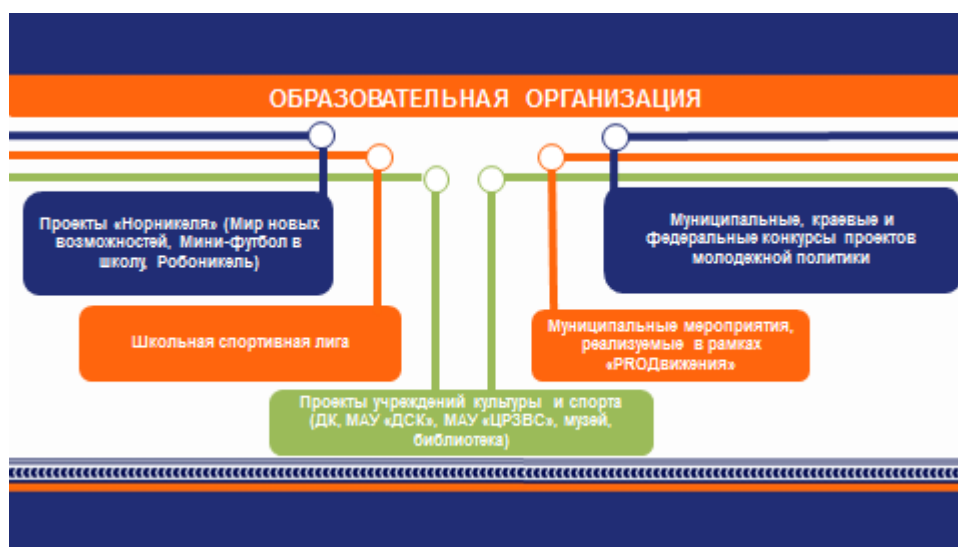 ОБРАЗОВАТЕЛЬНАЯ ОРГАНИЗАЦИЯ
Проекты «Норникеля» (Мир новых
возможностей, Мини-футбол в
школу, Робоникель)
Муниципальные, краевые и
федеральные конкурсы проектов
молодежной политики
Школьная спортивная лига
Муниципальные мероприятия,
реализуемые в рамках
«PROДвижения»
Проекты учреждений культуры и спорта
(ДК, МАУ «ДСК», МАУ «ЦРЗВС», музей,
библиотека)